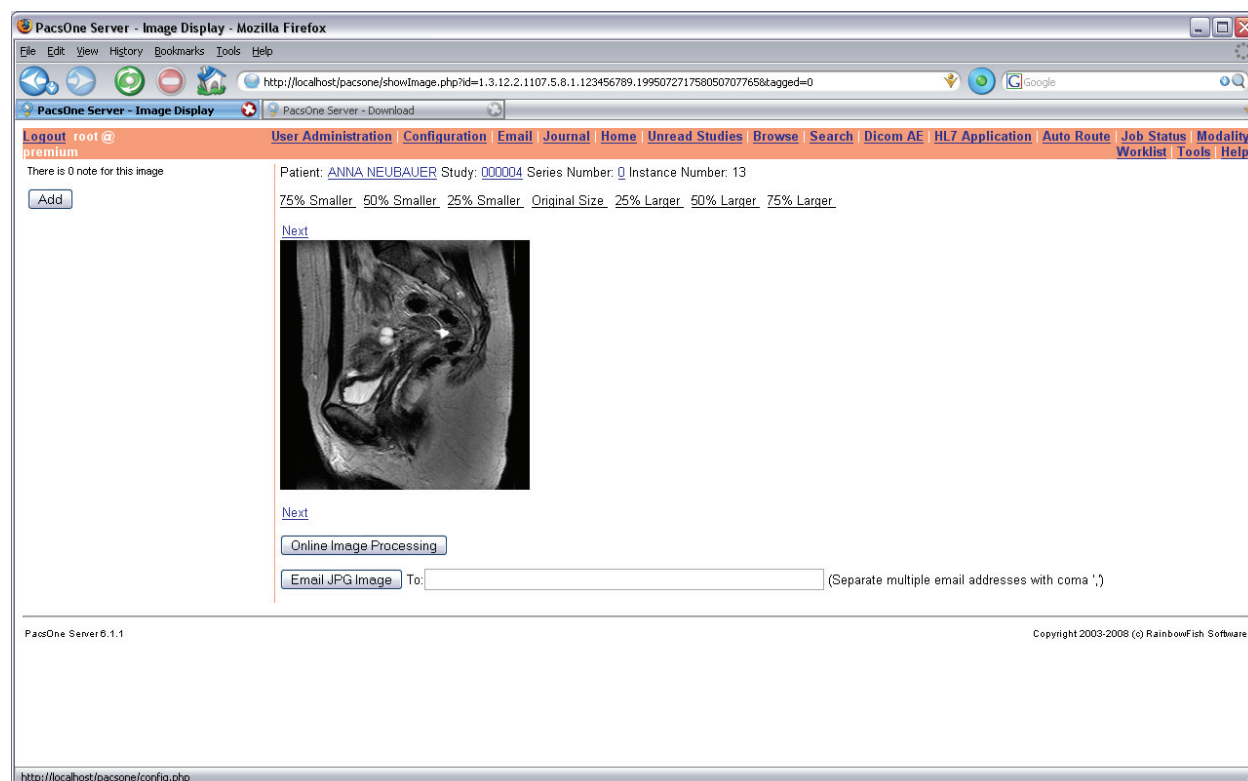 PacsOne Server - Image Display - Mozilla Firefox
File Edit View History Bookmarks Tools Help
http://localhost/pacsone/showImage.php?id=1.3.12.2.1107.5.8.1.123456789.199507271758050707765&tagged=0
Google
PacsOne Server - Image Display PacsOne Server - Download
Logout root @ premium
User Administration | Configuration | Email | Journal | Home | Unread Studies | Browse | Search | Dicom AE | HL7 Application | Auto Route | Job Status | Modality
Worklist | Tools | Help
There is 0 note for this image
Add
Patient: ANNA NEUBAUER Study: 000004 Series Number: 0 Instance Number: 13
75% Smaller 50% Smaller 25% Smaller Original Size 25% Larger 50% Larger 75% Larger
Next
Next
Online Image Processing
Email JPG Image To: (Separate multiple email addresses with coma ',')
PacsOne Server 6.1.1
Copyright 2003-2008 (c) RainbowFish Software
http://localhost/pacsone/config.php